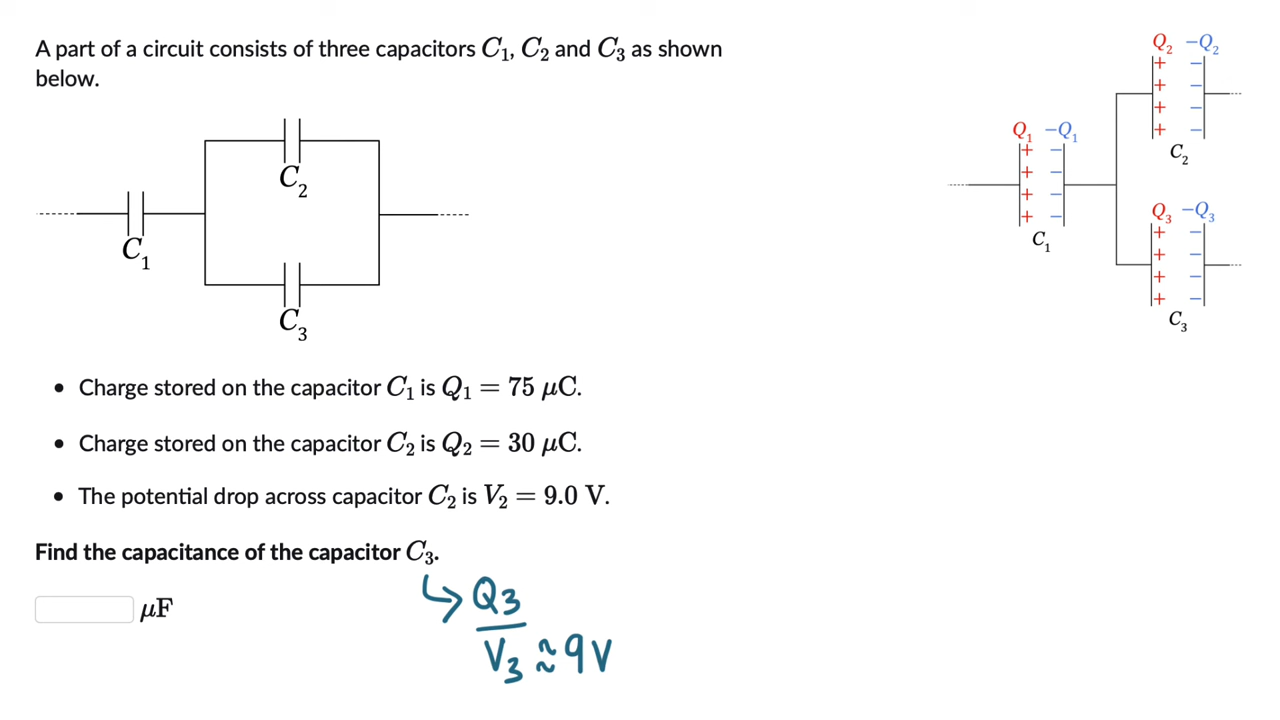 A part of a circuit consists of three capacitors C₁, C₂ and C₃ as shown
below.
C₂
C₁
C₃
Q₂ −Q₂
C₂
Q₁ −Q₁
C₁
Q₃ −Q₃
C₃
• Charge stored on the capacitor C₁ is Q₁ = 75 μC.
• Charge stored on the capacitor C₂ is Q₂ = 30 μC.
• The potential drop across capacitor C₂ is V₂ = 9.0 V.
Find the capacitance of the capacitor C₃.
μF
↳ Q₃
V₃ ≈ 9 V